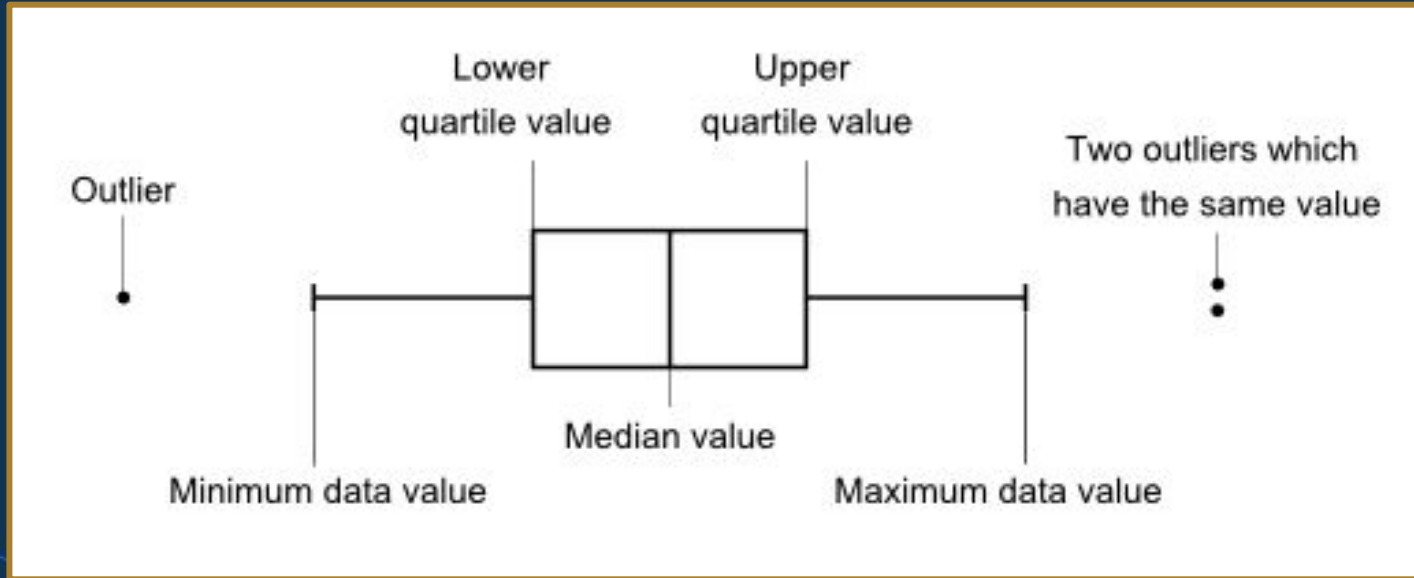 Lower
quartile value
Upper
quartile value
Two outliers which
have the same value
Outlier
Median value
Minimum data value
Maximum data value